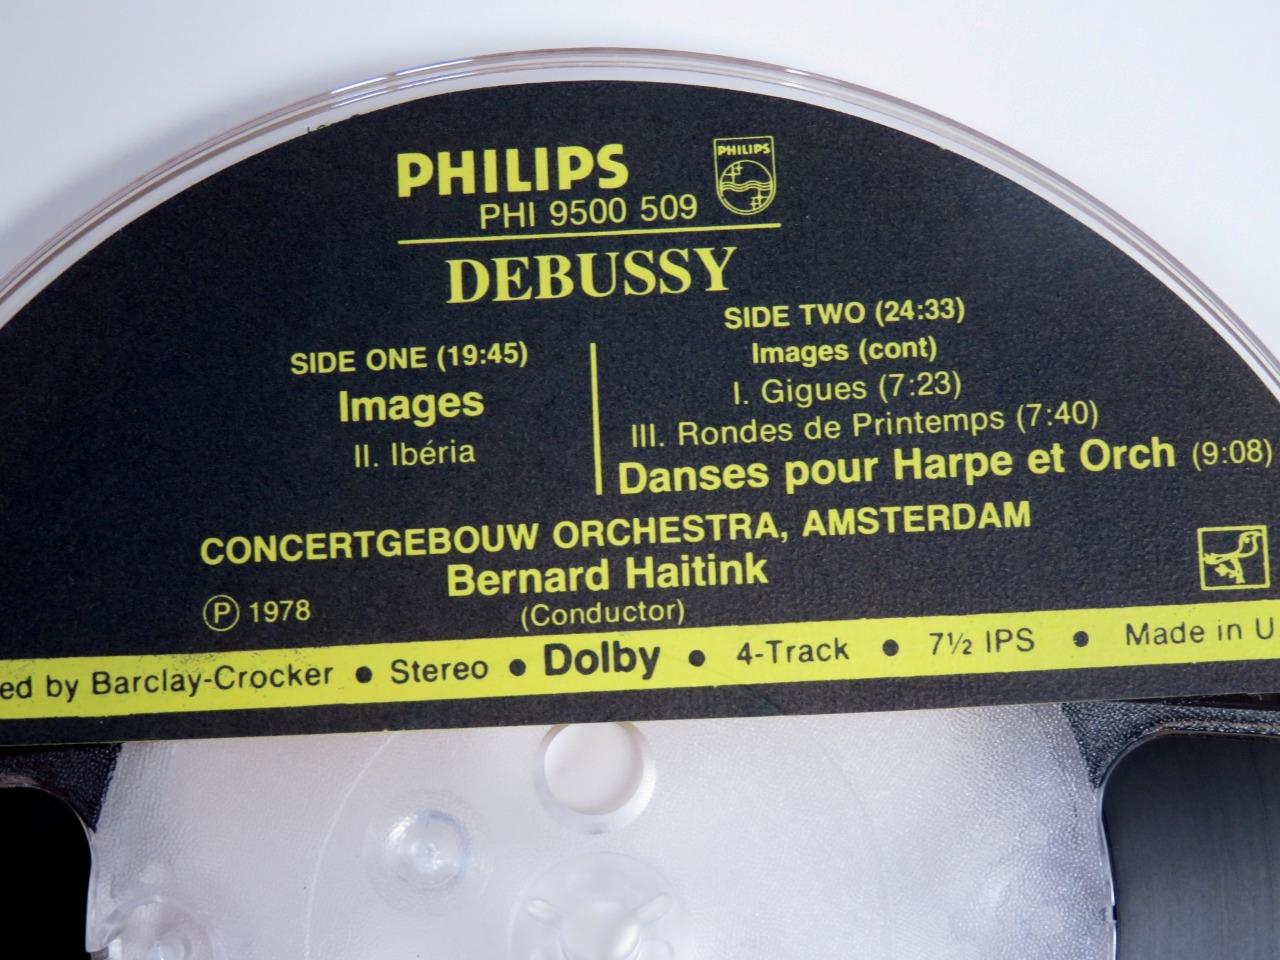 PHILIPS
PHILIPS
PHI 9500 509
DEBUSSY
SIDE ONE (19:45)
Images
II. Ibéria
SIDE TWO (24:33)
Images (cont)
I. Gigues (7:23)
III. Rondes de Printemps (7:40)
Danses pour Harpe et Orch (9:08)
CONCERTGEBOUW ORCHESTRA, AMSTERDAM
Bernard Haitink
(Conductor)
Ⓟ 1978
ed by Barclay-Crocker • Stereo • Dolby • 4-Track • 7½ IPS • Made in U